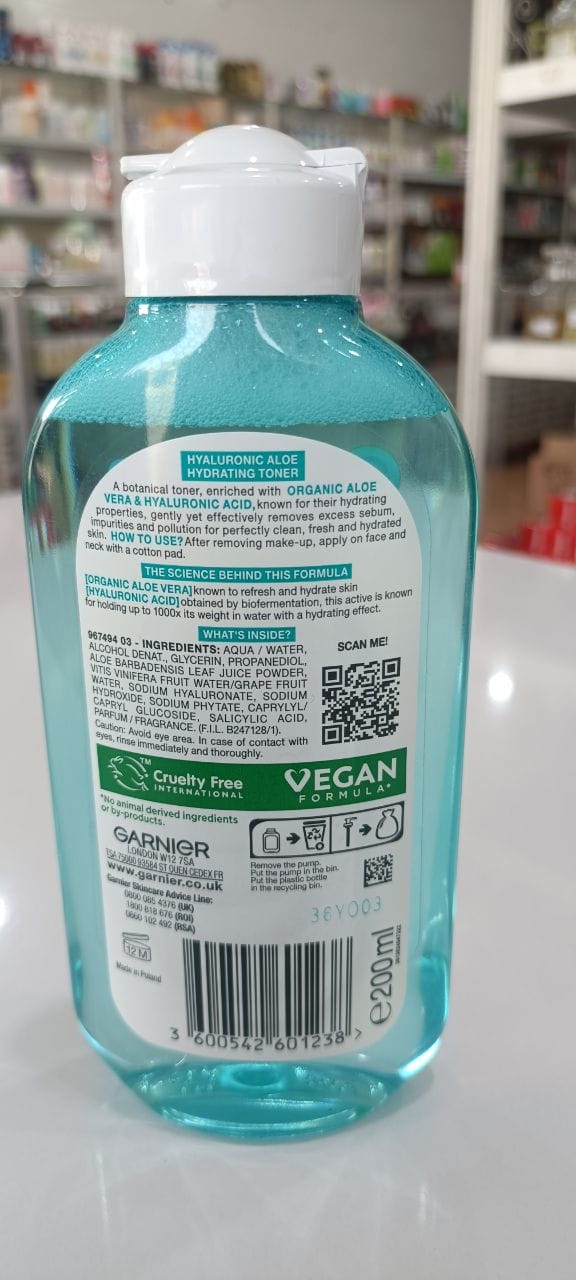 HYALURONIC ALOE
HYDRATING TONER
A botanical toner, enriched with ORGANIC ALOE
VERA & HYALURONIC ACID, known for their hydrating
properties, gently yet effectively removes excess sebum,
impurities and pollution for perfectly clean, fresh and hydrated
skin. HOW TO USE? After removing make-up, apply on face and
neck with a cotton pad.
THE SCIENCE BEHIND THIS FORMULA
[ORGANIC ALOE VERA] known to refresh and hydrate skin
[HYALURONIC ACID] obtained by biofermentation, this active is known
for holding up to 1000x its weight in water with a hydrating effect.
WHAT'S INSIDE?
SCAN ME!
967494 03 - INGREDIENTS: AQUA / WATER,
ALCOHOL DENAT., GLYCERIN, PROPANEDIOL,
ALOE BARBADENSIS LEAF JUICE POWDER,
VITIS VINIFERA FRUIT WATER/GRAPE FRUIT
WATER, SODIUM HYALURONATE, SODIUM
HYDROXIDE, SODIUM PHYTATE, CAPRYLYL/
CAPRYL GLUCOSIDE, SALICYLIC ACID,
PARFUM / FRAGRANCE. (F.I.L. B247128/1).
Caution: Avoid eye area. In case of contact with
eyes, rinse immediately and thoroughly.
TM
Cruelty Free
INTERNATIONAL
VEGAN
FORMULA*
*No animal derived ingredients
or by-products.
GARNIER
LONDON W12 7SA
TSA 75000 93584 ST OUEN CEDEX FR
www.garnier.co.uk
Garnier Skincare Advice Line:
0800 085 4376 (UK)
1800 818 676 (ROI)
0860 102 492 (RSA)
Remove the pump.
Put the pump in the bin.
Put the plastic bottle
in the recycling bin.
36Y003
12 M
Made in Poland
℮200ml
3 600542 601238 >